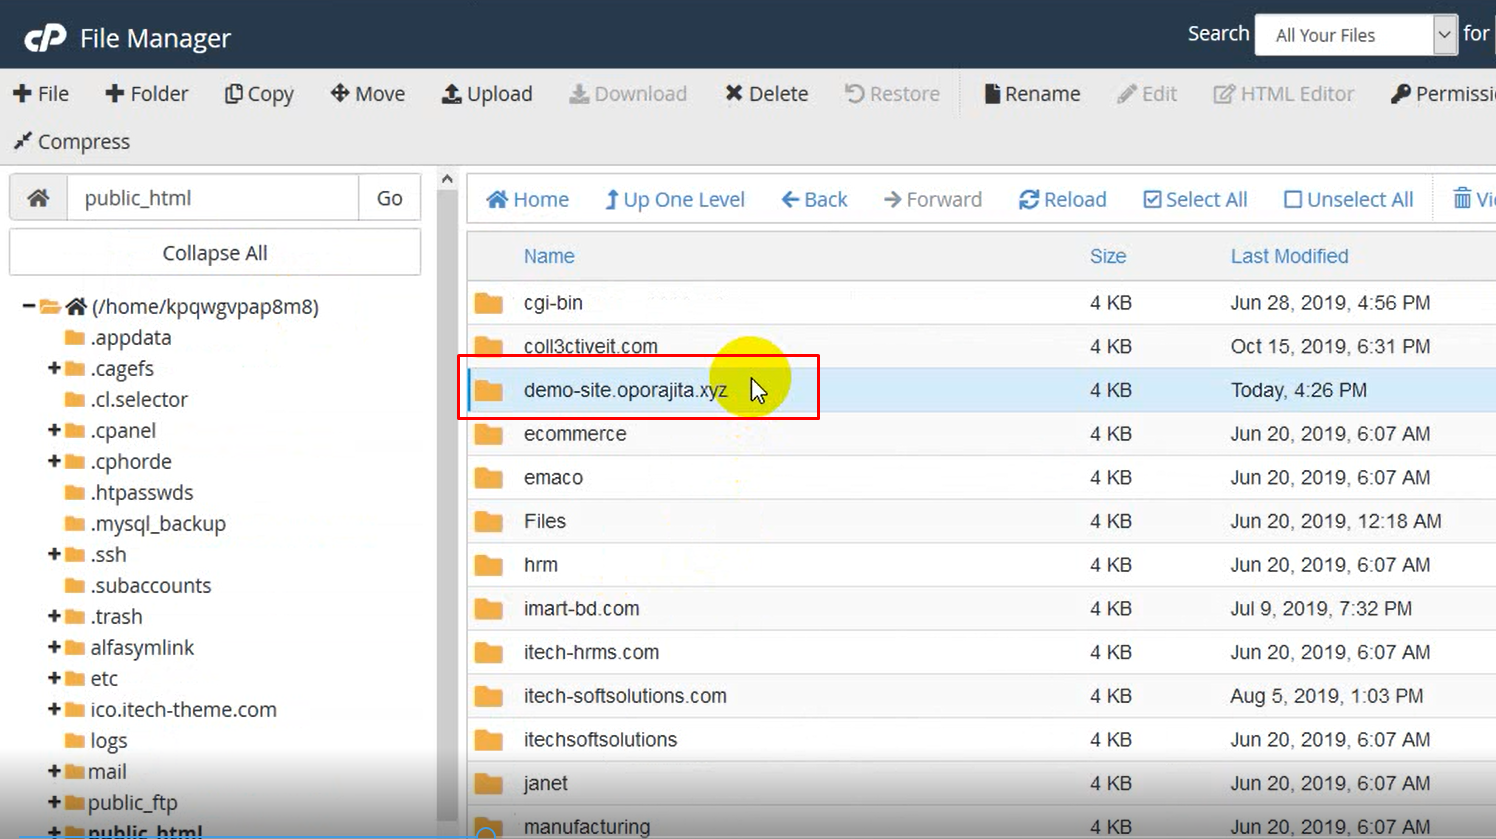 cP File Manager
Search All Your Files for
File Folder Copy Move Upload Download Delete Restore Rename Edit HTML Editor Permissi
Compress
public_html Go
Collapse All
(/home/kpqwgvpap8m8)
.appdata
.cagefs
.cl.selector
.cpanel
.cphorde
.htpasswds
.mysql_backup
.ssh
.subaccounts
.trash
alfasymlink
etc
ico.itech-theme.com
logs
mail
public_ftp
public_html
Home Up One Level Back Forward Reload Select All Unselect All Vi
Name Size Last Modified
cgi-bin 4 KB Jun 28, 2019, 4:56 PM
coll3ctiveit.com 4 KB Oct 15, 2019, 6:31 PM
demo-site.oporajita.xyz 4 KB Today, 4:26 PM
ecommerce 4 KB Jun 20, 2019, 6:07 AM
emaco 4 KB Jun 20, 2019, 6:07 AM
Files 4 KB Jun 20, 2019, 12:18 AM
hrm 4 KB Jun 20, 2019, 6:07 AM
imart-bd.com 4 KB Jul 9, 2019, 7:32 PM
itech-hrms.com 4 KB Jun 20, 2019, 6:07 AM
itech-softsolutions.com 4 KB Aug 5, 2019, 1:03 PM
itechsoftsolutions 4 KB Jun 20, 2019, 6:07 AM
janet 4 KB Jun 20, 2019, 6:07 AM
manufacturing 4 KB Jun 20, 2019, 6:07 AM